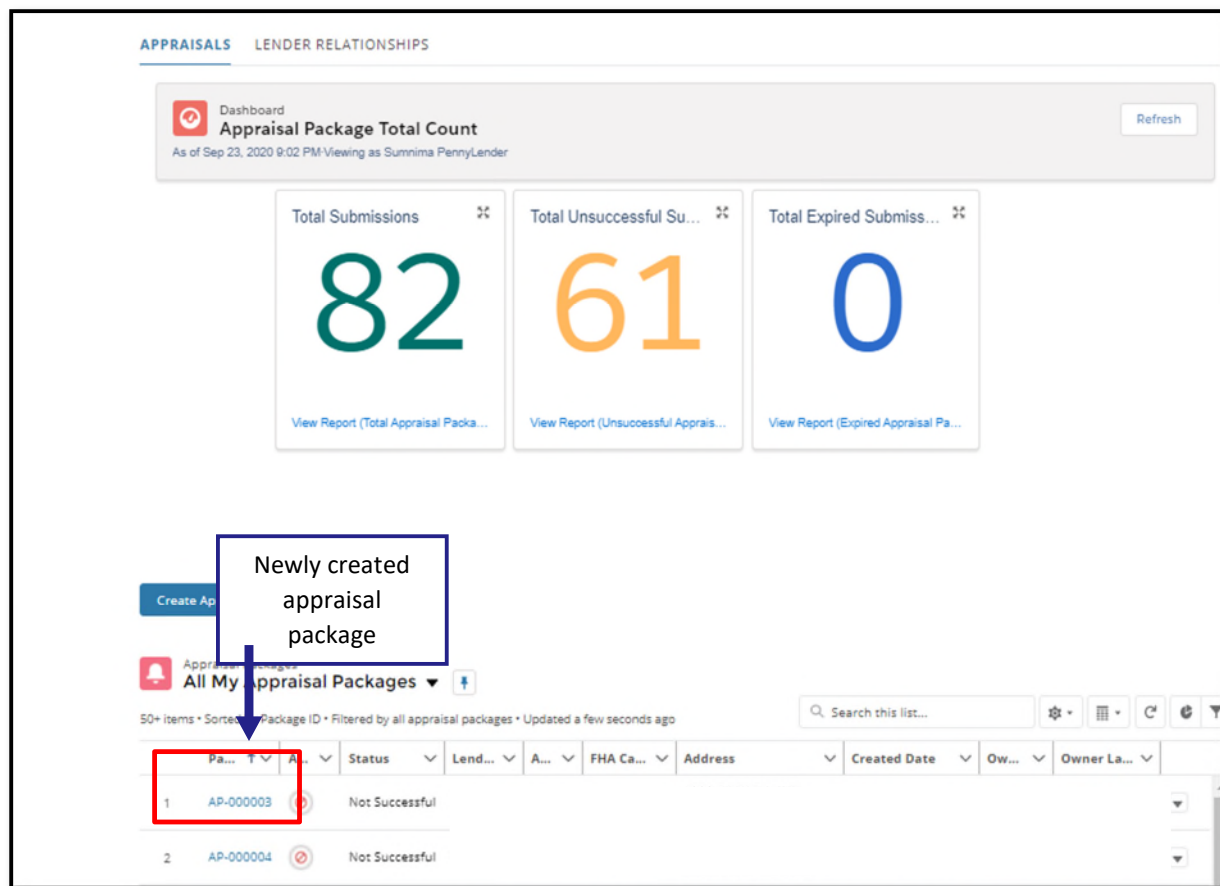 APPRAISALS LENDER RELATIONSHIPS
Dashboard
Appraisal Package Total Count
As of Sep 23, 2020 9:02 PM·Viewing as Sumnima PennyLender
Refresh
Total Submissions
82
View Report (Total Appraisal Packa...
Total Unsuccessful Su...
61
View Report (Unsuccessful Apprais...
Total Expired Submiss...
0
View Report (Expired Appraisal Pa...
Newly created
appraisal
package
Create Ap
Appraisal Packages
All My Appraisal Packages
50+ items • Sorted by Package ID • Filtered by all appraisal packages • Updated a few seconds ago
Search this list...
Pa... A... Status Lend... A... FHA Ca... Address Created Date Ow... Owner La...
1 AP-000003 Not Successful
2 AP-000004 Not Successful